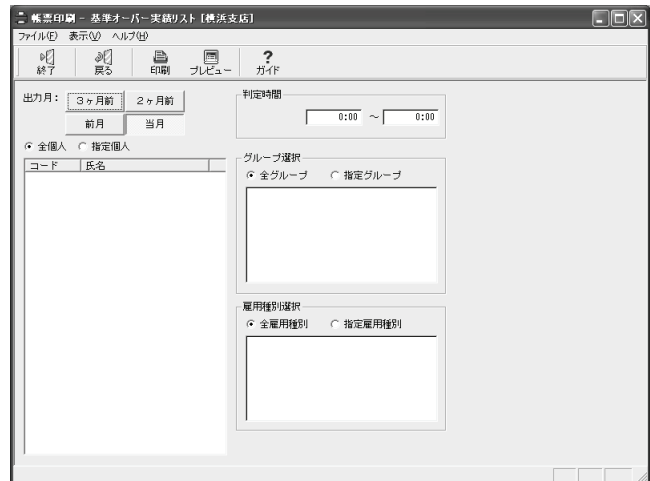 帳票印刷 - 基準オーバー実績リスト [横浜支店]
ファイル(F) 表示(V) ヘルプ(H)
終了 戻る 印刷 プレビュー ? ガイド
出力月: 3ヶ月前 2ヶ月前
前月 当月
全個人 指定個人
コード 氏名
判定時間
0:00 ~ 0:00
グループ選択
全グループ 指定グループ
雇用種別選択
全雇用種別 指定雇用種別